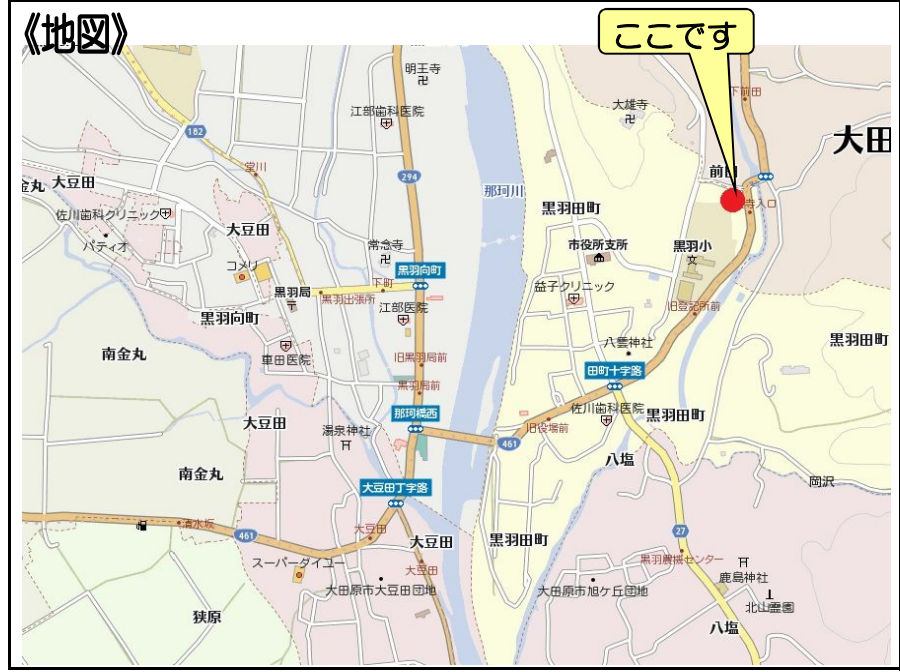 《地図》
ここです
明王寺
江部歯科医院
大雄寺
下前田
大田
182
堂川
294
那珂川
前田
寺入口
金丸
大豆田
佐川歯科クリニック
パティオ
大豆田
黒羽田町
常念寺
市役所支所
黒羽小
文
コメリ
黒羽向町
下町
黒羽局
黒羽出張所
益子クリニック
江部医院
旧登記所前
黒羽向町
南金丸
車田医院
旧黒羽局前
八雲神社
黒羽田町
田町十字路
黒羽局前
大豆田
那珂橋西
佐川歯科医院
黒羽田町
湯泉神社
旧役場前
461
八塩
南金丸
岡沢
大豆田丁字路
清水坂
461
大豆田
大豆田
黒羽田町
27
スーパーダイユー
大豆田
黒羽農機センター
大田原市大豆田団地
大田原市旭ケ丘団地
鹿島神社
北山霊園
狭原
八塩